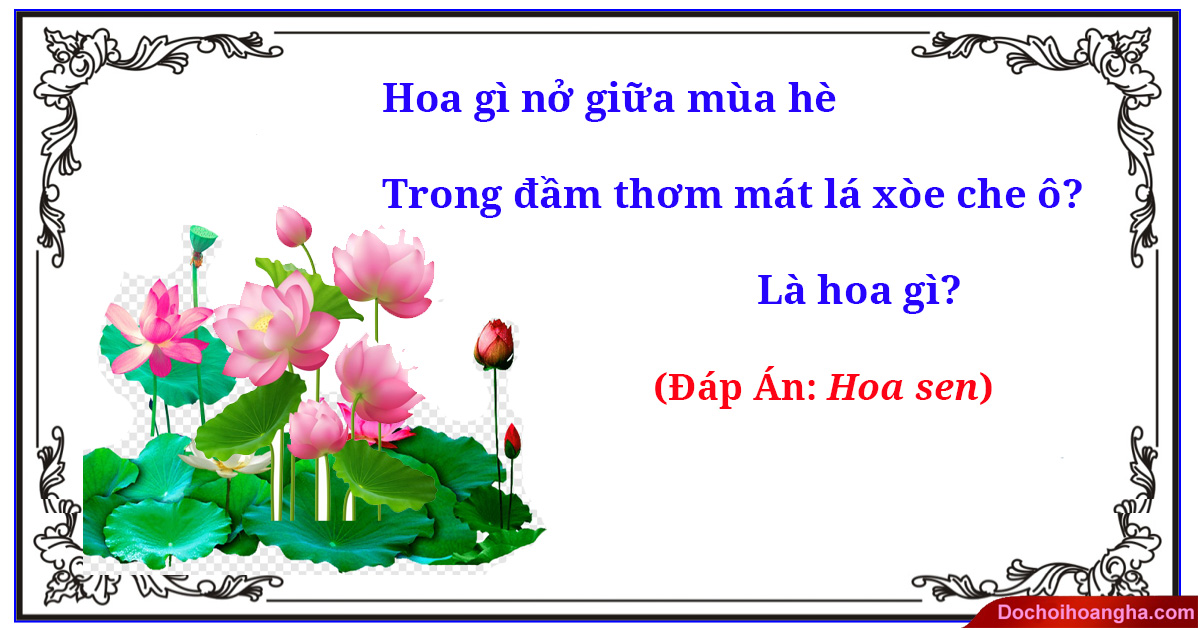 Hoa gì nở giữa mùa hè
Trong đầm thơm mát lá xòe che ô?
Là hoa gì?
(Đáp Án: Hoa sen)
Dochoihoangha.com